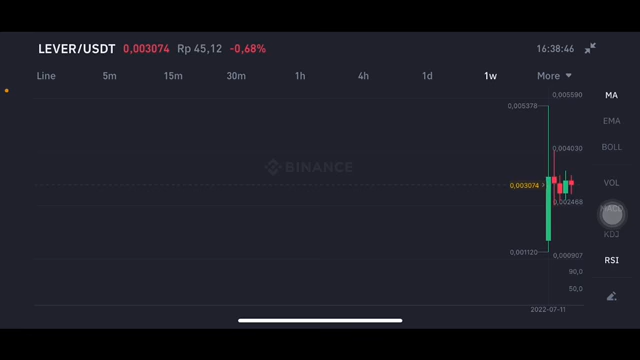 LEVER/USDT 0,003074 Rp 45,12 -0,68% 16:38:46
Line 5m 15m 30m 1h 4h 1d 1w More
0,005590
MA
0,005378
EMA
0,004030
BOLL
BINANCE
0,003074
VOL
0,002468
MACD
KDJ
0,001120
0,000907
RSI
90,0
50,0
2022-07-11